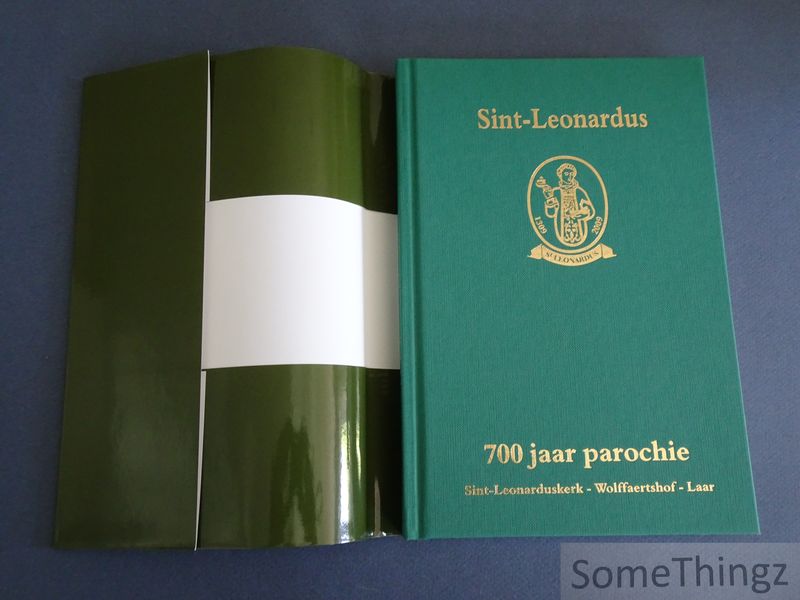 Sint-Leonardus
1309 2009
St LEONARDUS
700 jaar parochie
Sint-Leonarduskerk - Wolffaertshof - Laar
SomeThingz